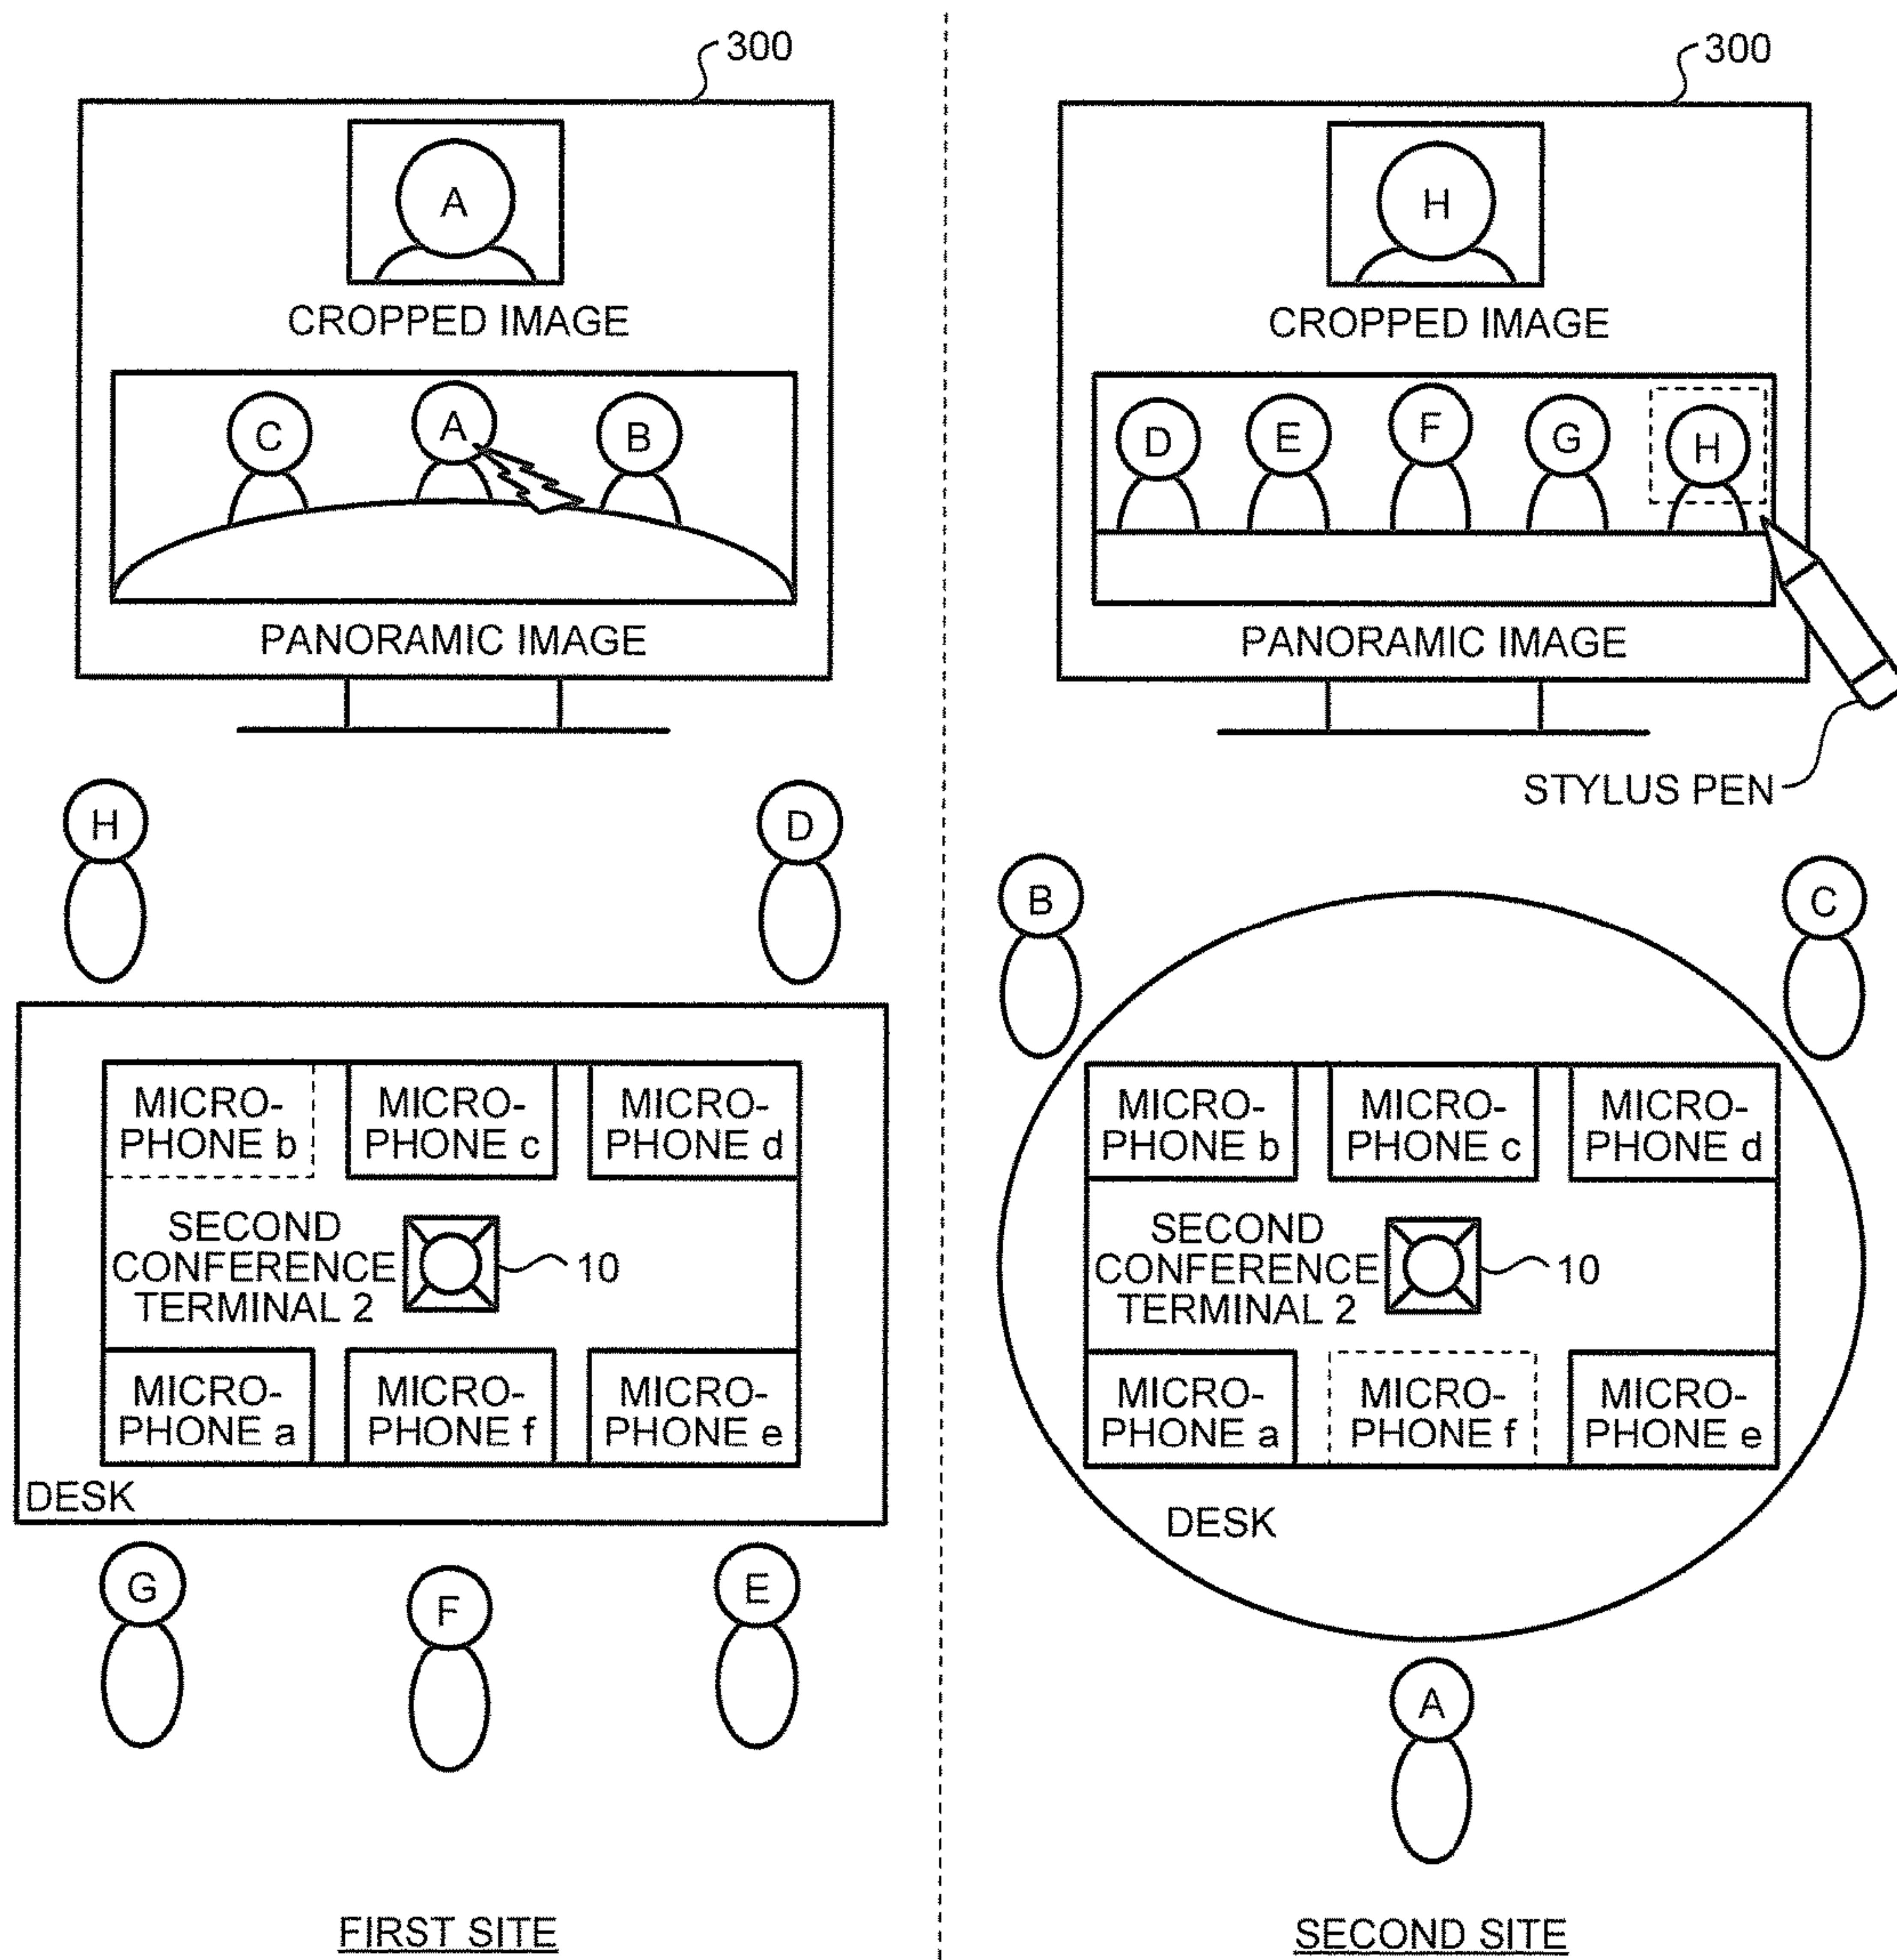 300
A
CROPPED IMAGE
C A B
PANORAMIC IMAGE
H D
MICRO-
PHONE b
MICRO-
PHONE c
MICRO-
PHONE d
SECOND
CONFERENCE
TERMINAL 2
10
MICRO-
PHONE a
MICRO-
PHONE f
MICRO-
PHONE e
DESK
G F E
FIRST SITE
300
H
CROPPED IMAGE
D E F G H
PANORAMIC IMAGE
STYLUS PEN
B C
MICRO-
PHONE b
MICRO-
PHONE c
MICRO-
PHONE d
SECOND
CONFERENCE
TERMINAL 2
10
MICRO-
PHONE a
MICRO-
PHONE f
MICRO-
PHONE e
DESK
A
SECOND SITE